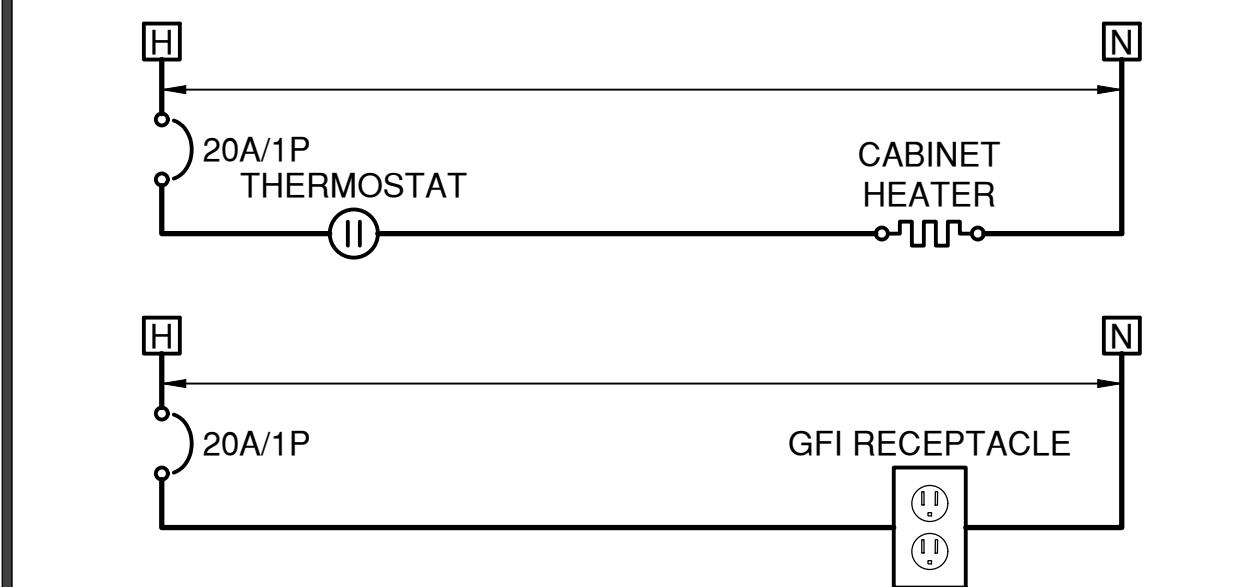 H
N
20A/1P
THERMOSTAT
CABINET
HEATER
H
N
20A/1P
GFI RECEPTACLE